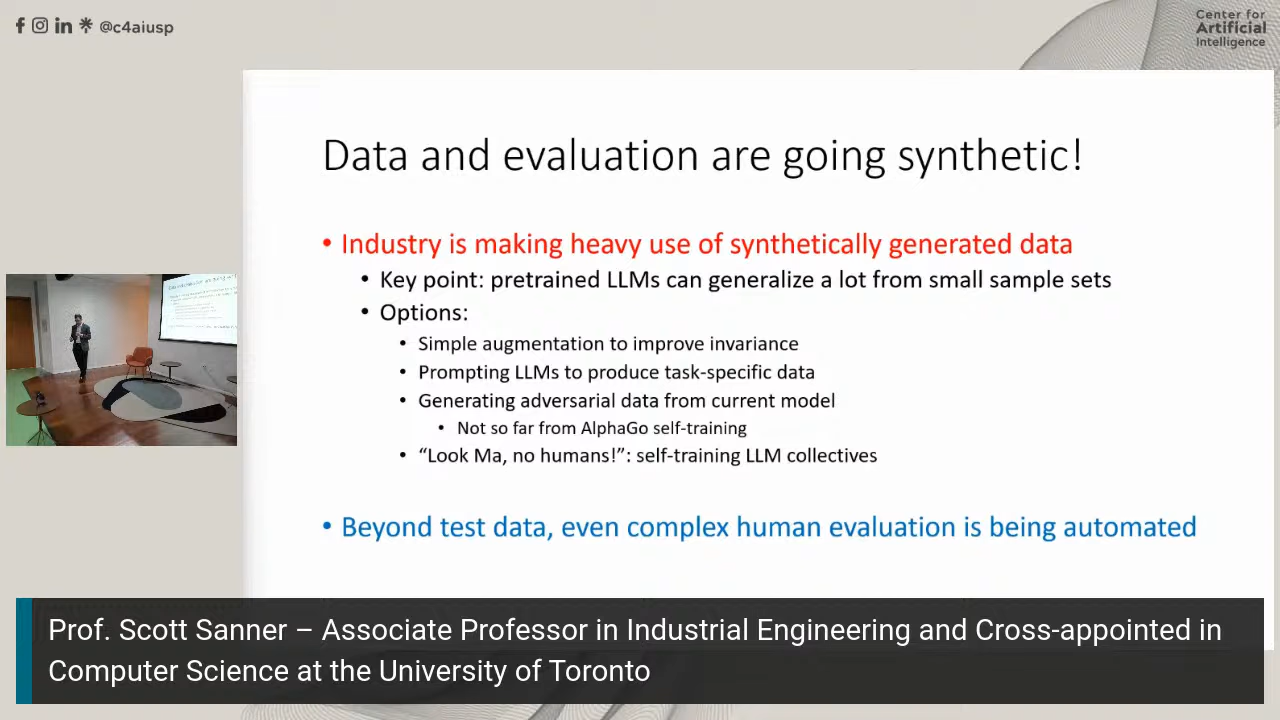 @c4aiusp
Center for
Artificial
Intelligence
Data and evaluation are going synthetic!
• Industry is making heavy use of synthetically generated data
• Key point: pretrained LLMs can generalize a lot from small sample sets
• Options:
• Simple augmentation to improve invariance
• Prompting LLMs to produce task-specific data
• Generating adversarial data from current model
• Not so far from AlphaGo self-training
• “Look Ma, no humans!”: self-training LLM collectives
• Beyond test data, even complex human evaluation is being automated
Prof. Scott Sanner – Associate Professor in Industrial Engineering and Cross-appointed in
Computer Science at the University of Toronto